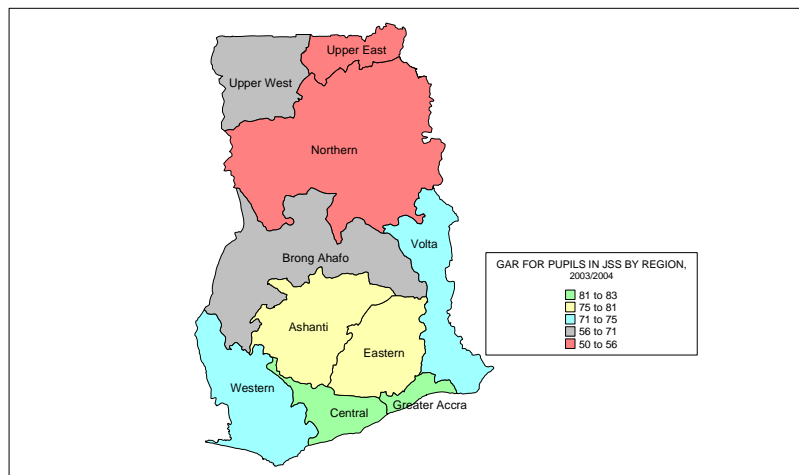 Upper East
Upper West
Northern
Volta
Brong Ahafo
GAR FOR PUPILS IN JSS BY REGION,
2003/2004
81 to 83
75 to 81
71 to 75
56 to 71
50 to 56
Ashanti
Eastern
Western
Greater Accra
Central